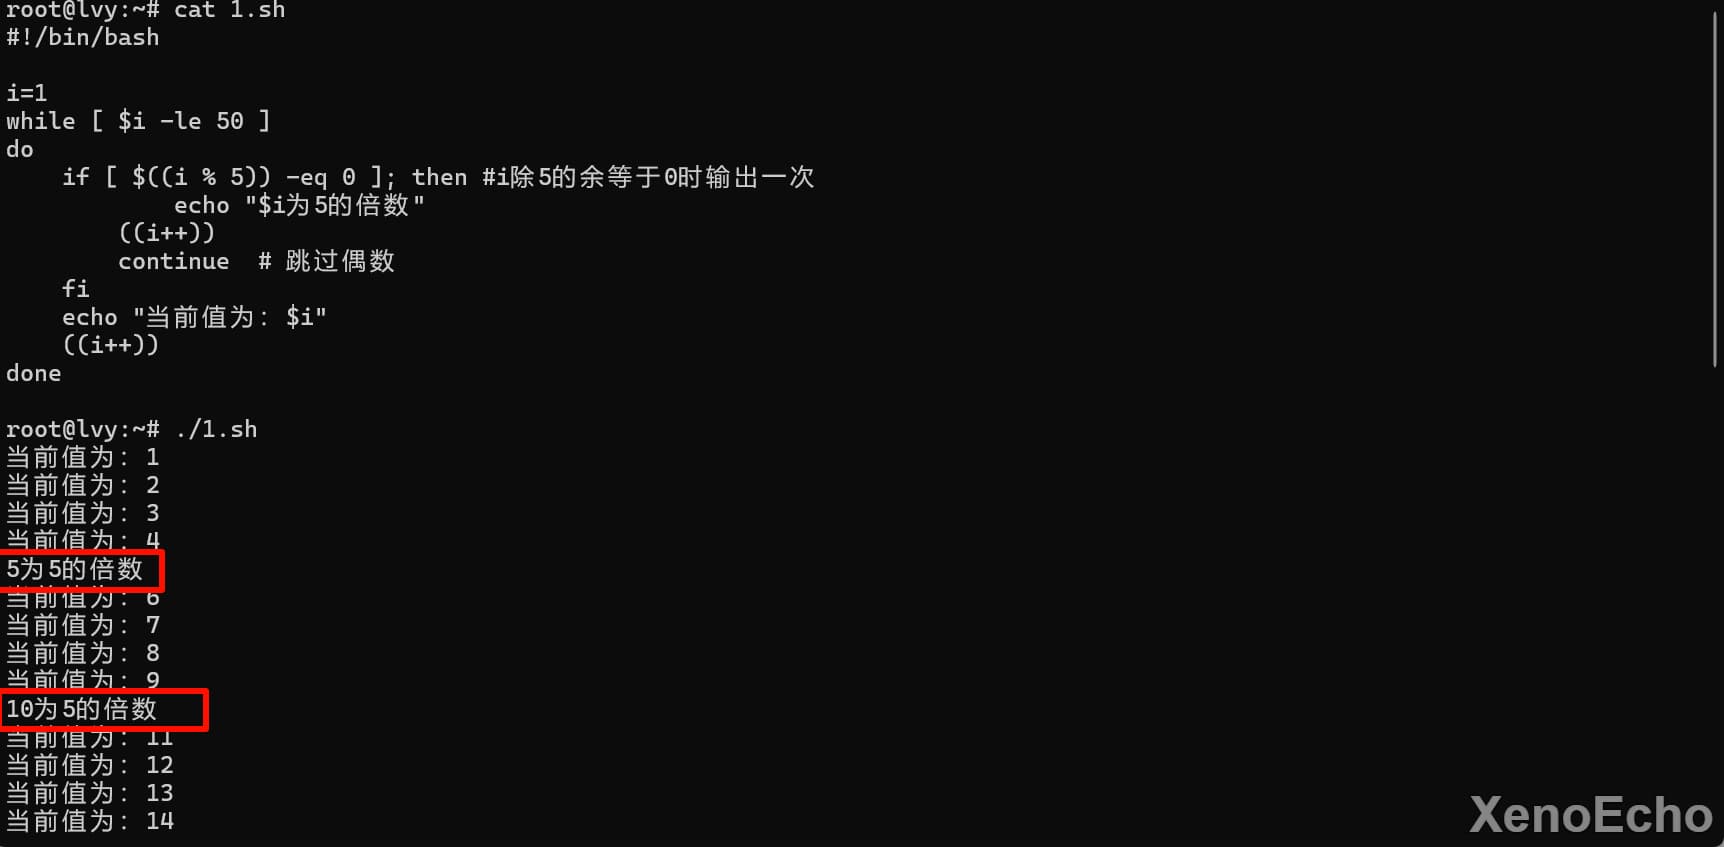 root@lvy:~# cat 1.sh
#!/bin/bash
i=1
while [ $i -le 50 ]
do
    if [ $((i % 5)) -eq 0 ]; then #i除5的余等于0时输出一次
            echo "$i为5的倍数"
        ((i++))
        continue  # 跳过偶数
    fi
    echo "当前值为: $i"
    ((i++))
done
root@lvy:~# ./1.sh
当前值为: 1
当前值为: 2
当前值为: 3
当前值为: 4
5为5的倍数
当前值为: 6
当前值为: 7
当前值为: 8
当前值为: 9
10为5的倍数
当前值为: 11
当前值为: 12
当前值为: 13
当前值为: 14
XenoEcho